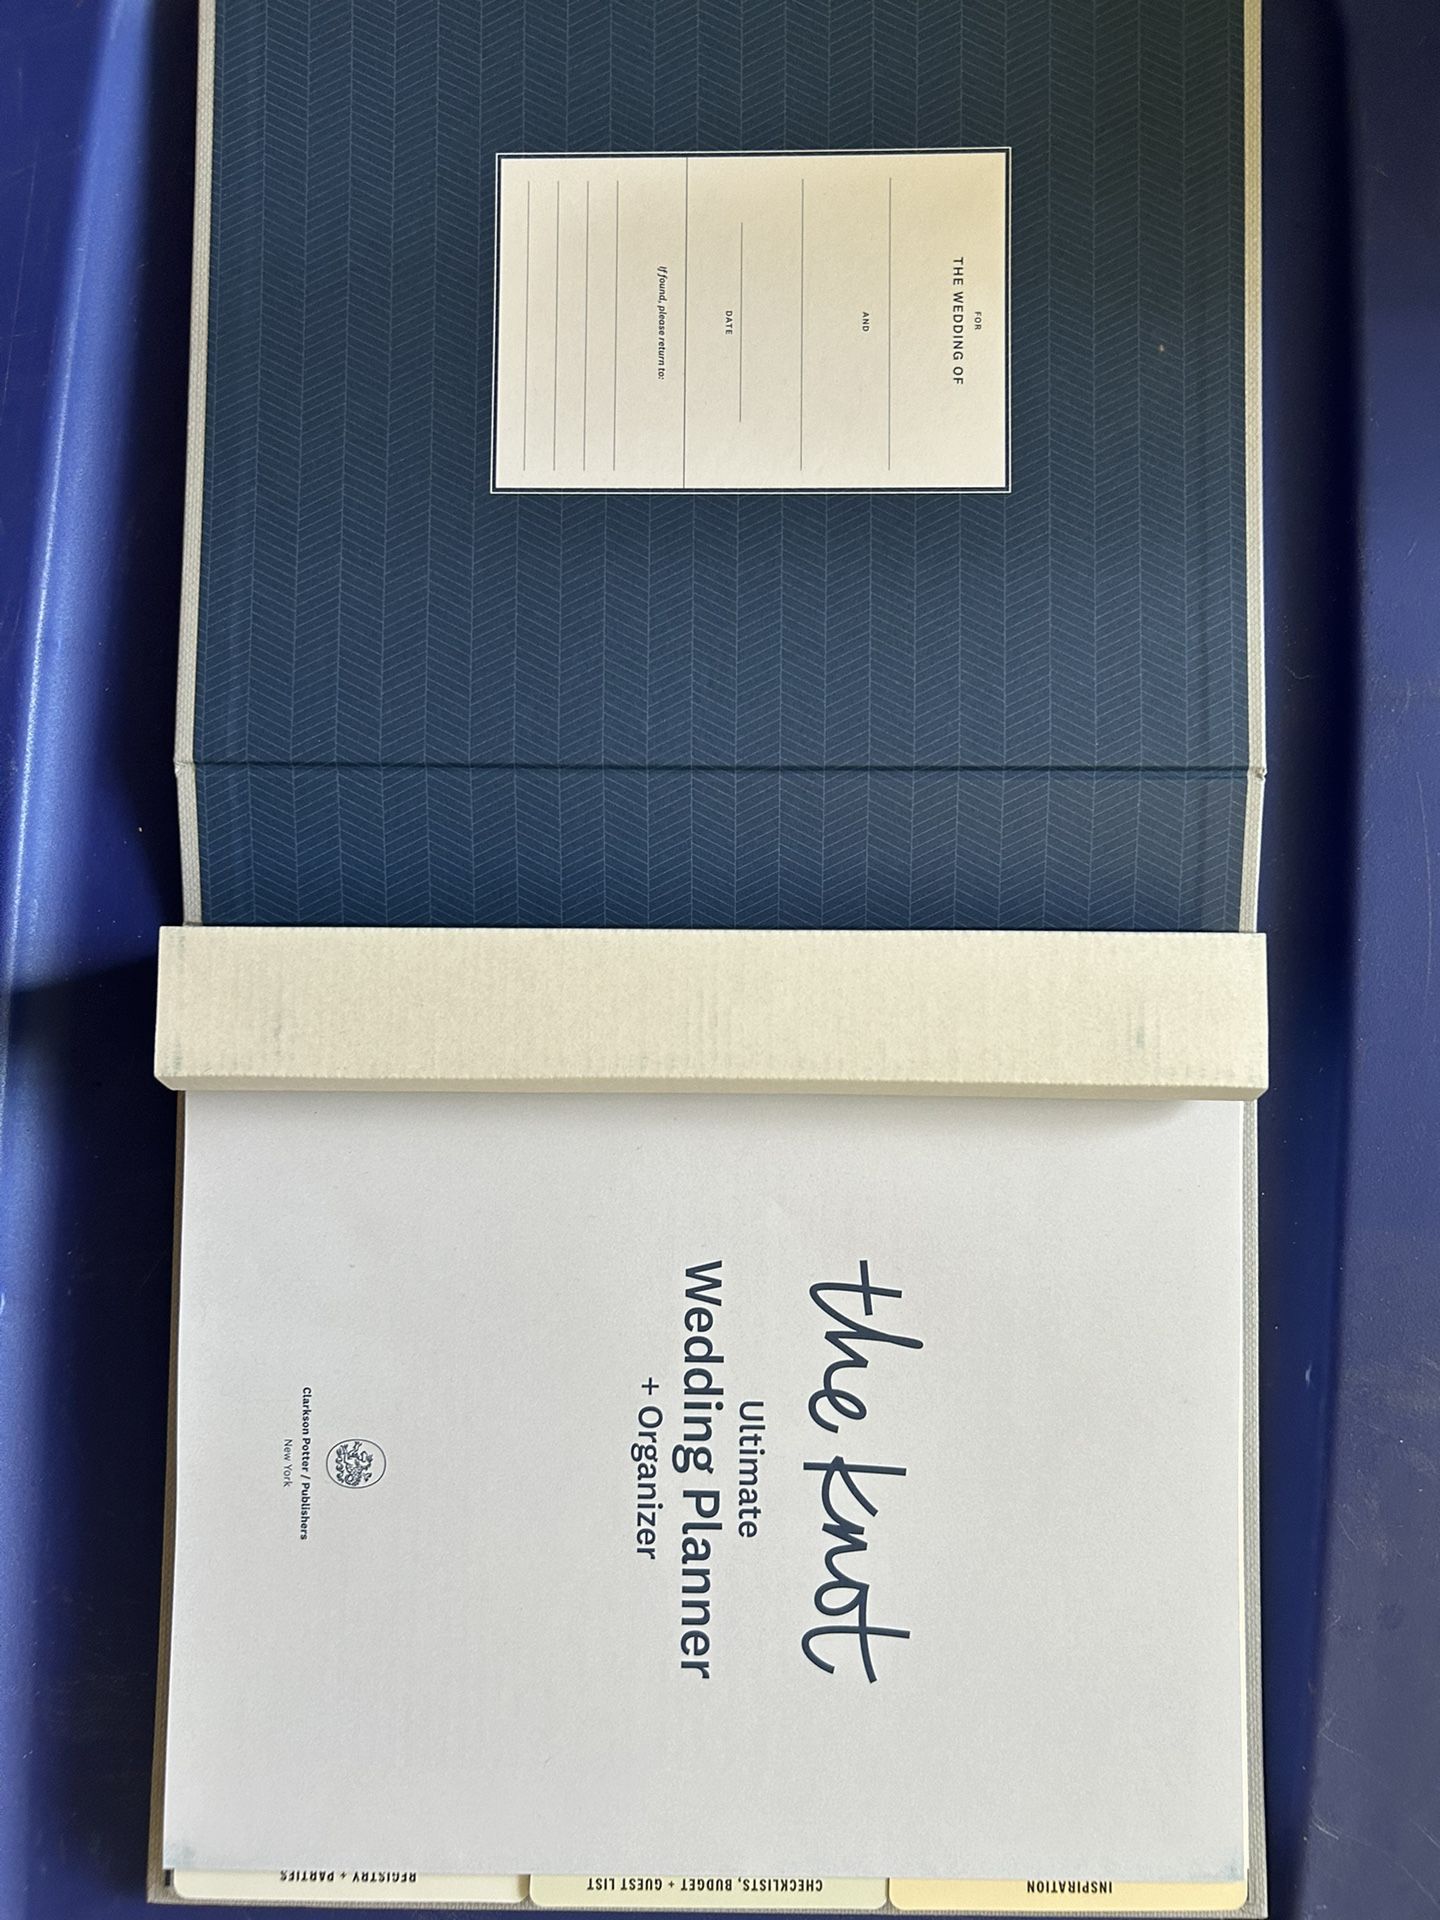 FOR
THE WEDDING OF
AND
DATE
If found, please return to:
the knot
Ultimate
Wedding Planner
+ Organizer
Clarkson Potter / Publishers
New York
INSPIRATION
CHECKLISTS, BUDGET + GUEST LIST
REGISTRY + PARTIES